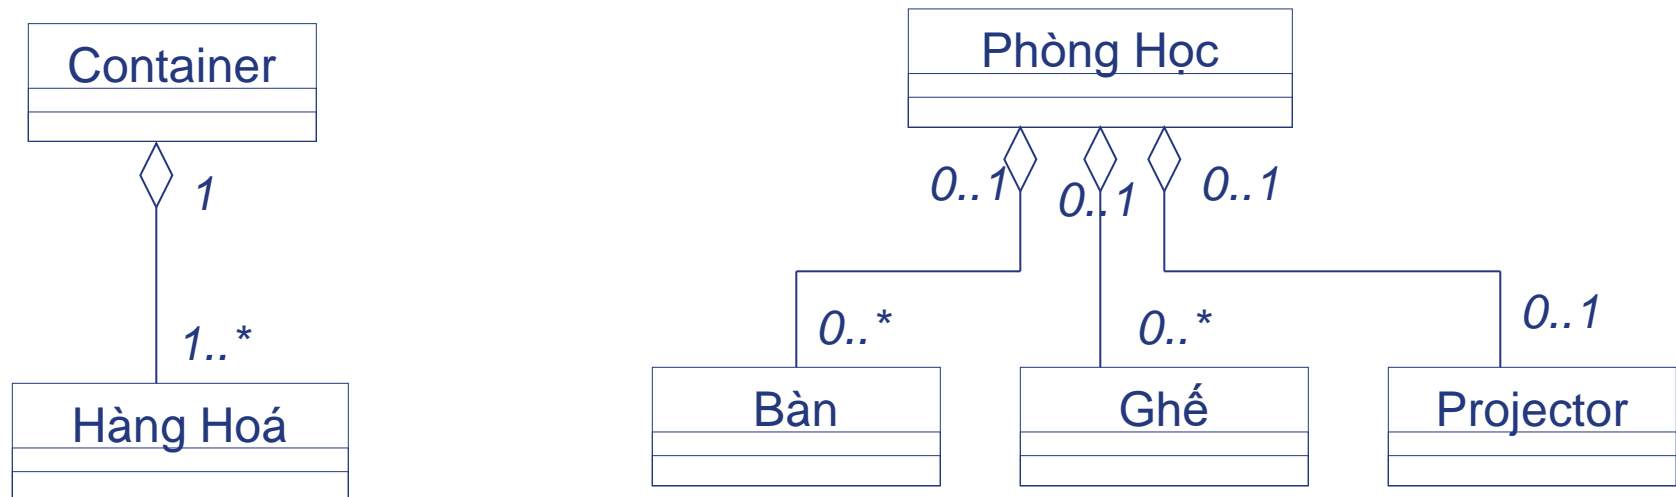 Container
1
1..*
Hàng Hoá
Phòng Học
0..1
0..1
0..1
0..*
0..*
0..1
Bàn
Ghế
Projector